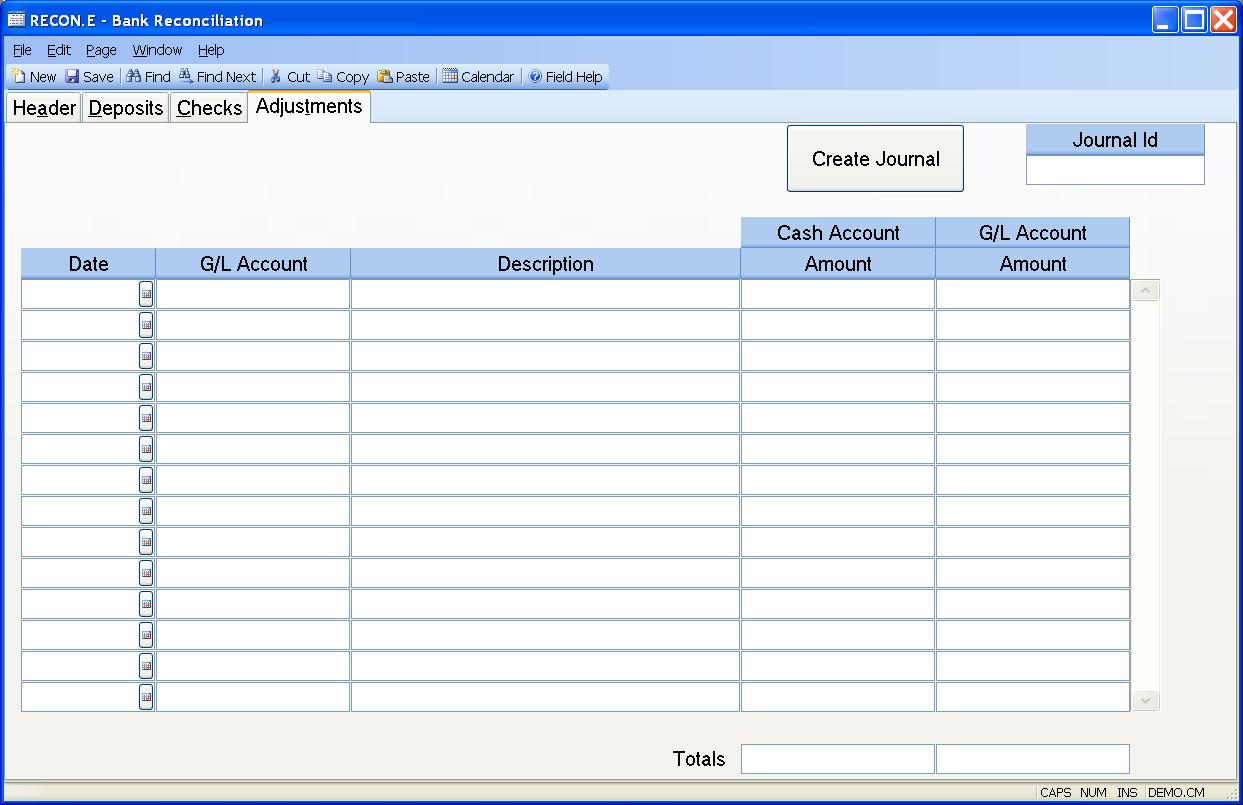 RECON.E - Bank Reconciliation
File Edit Page Window Help
New Save Find Find Next Cut Copy Paste Calendar Field Help
Header Deposits Checks Adjustments
Create Journal
Journal Id
Cash Account G/L Account
Date G/L Account Description Amount Amount
Totals
CAPS NUM INS DEMO.CM